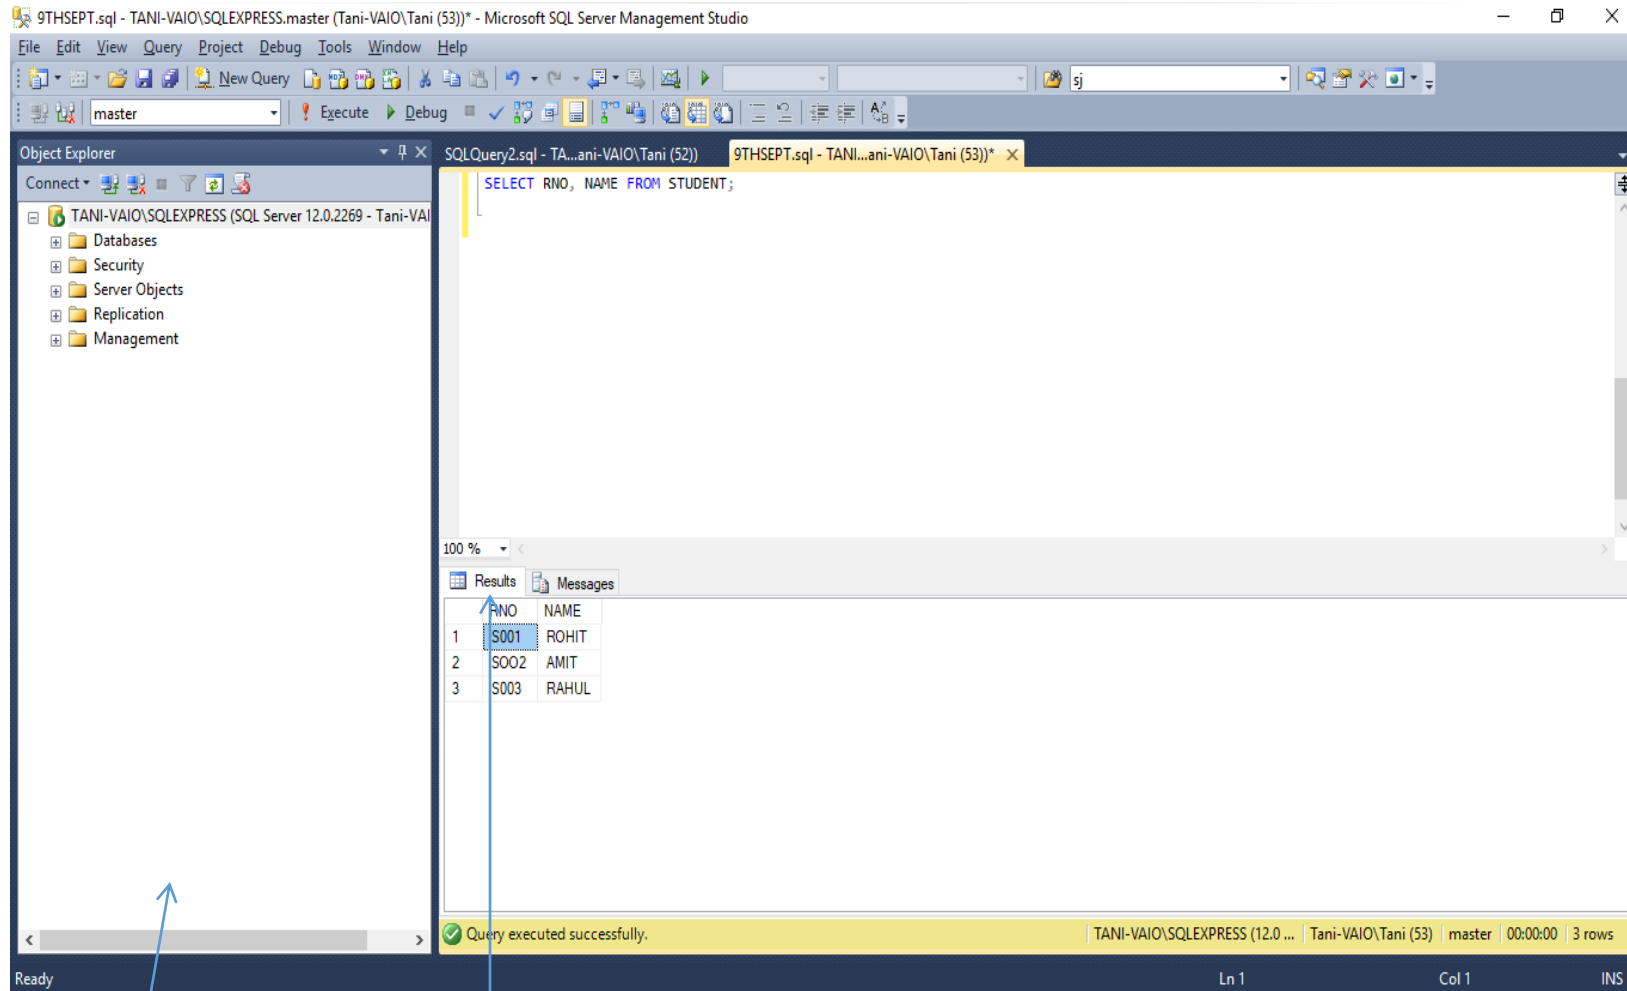 9THSEPT.sql - TANI-VAIO\SQLEXPRESS.master (Tani-VAIO\Tani (53))* - Microsoft SQL Server Management Studio
File Edit View Query Project Debug Tools Window Help
New Query sj
master Execute Debug
Object Explorer
Connect
TANI-VAIO\SQLEXPRESS (SQL Server 12.0.2269 - Tani-VAI
Databases
Security
Server Objects
Replication
Management
SQLQuery2.sql - TA...ani-VAIO\Tani (52)) 9THSEPT.sql - TANI...ani-VAIO\Tani (53))*
SELECT RNO, NAME FROM STUDENT;
100 %
Results Messages
RNO NAME
1 S001 ROHIT
2 SOO2 AMIT
3 S003 RAHUL
Query executed successfully. TANI-VAIO\SQLEXPRESS (12.0 ... Tani-VAIO\Tani (53) master 00:00:00 3 rows
Ready Ln 1 Col 1 INS